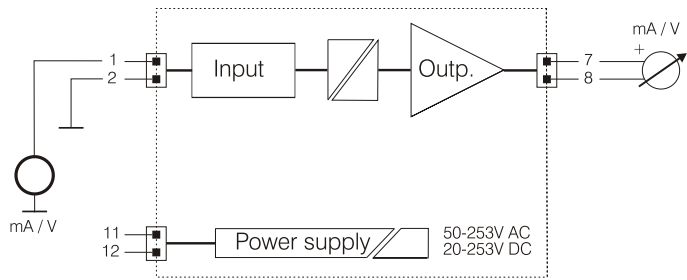 mA / V
+
1
2
Input
Outp.
7
8
mA / V
11
12
Power supply
50-253V AC
20-253V DC